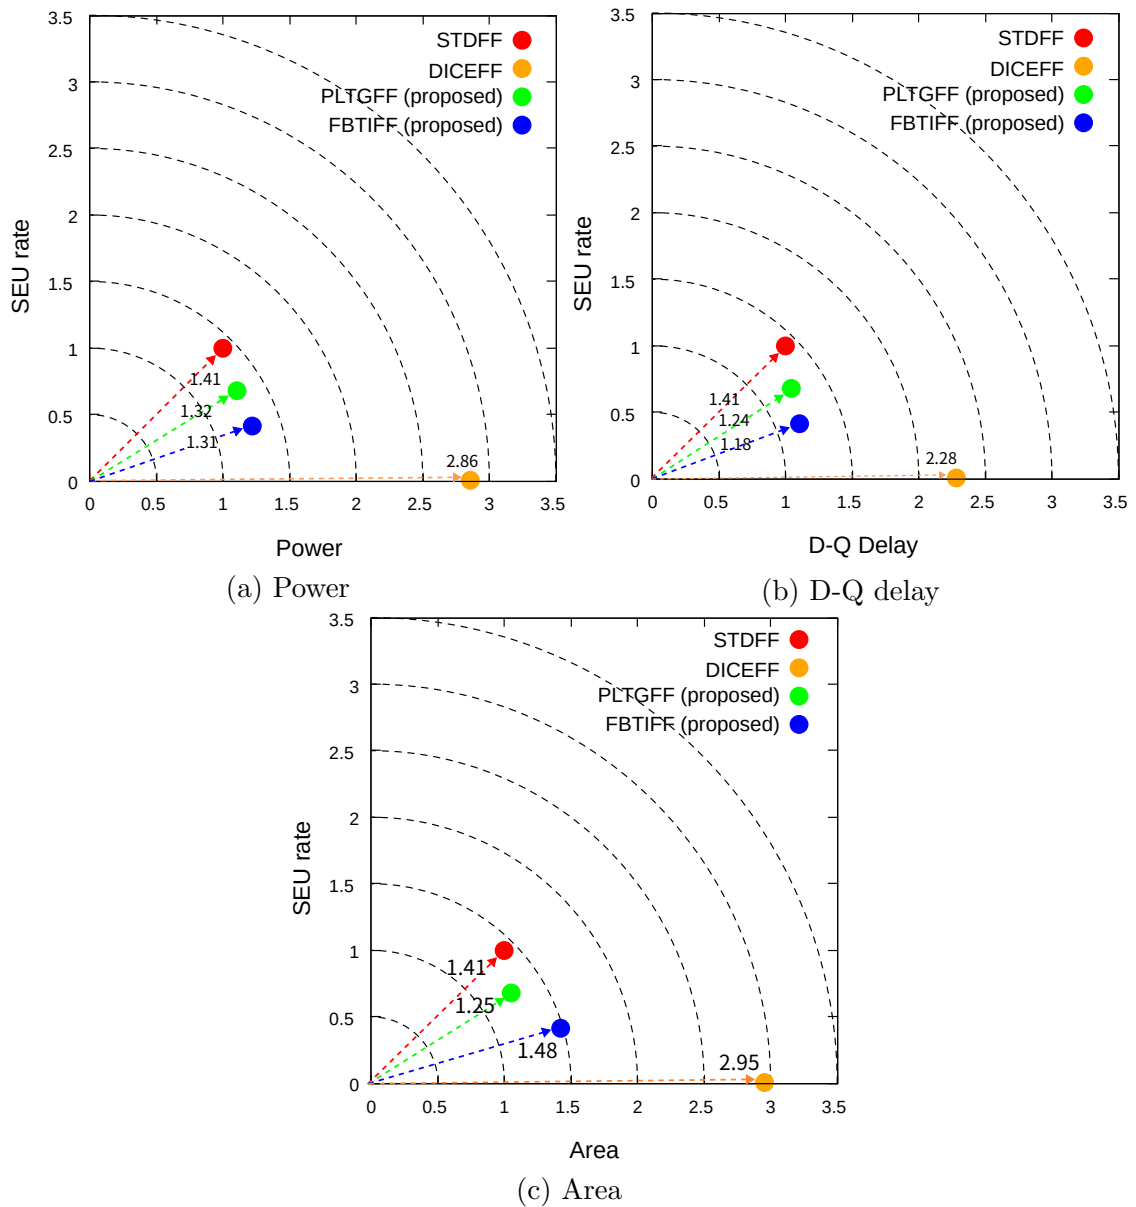 3.5
3
2.5
2
1.5
1
0.5
0
SEU rate
STDFF
DICEFF
PLTGFF (proposed)
FBTIFF (proposed)
1.41
1.32
1.31
2.86
0 0.5 1 1.5 2 2.5 3 3.5
Power
(a) Power
3.5
3
2.5
2
1.5
1
0.5
0
SEU rate
STDFF
DICEFF
PLTGFF (proposed)
FBTIFF (proposed)
1.41
1.24
1.18
2.28
0 0.5 1 1.5 2 2.5 3 3.5
D-Q Delay
(b) D-Q delay
3.5
3
2.5
2
1.5
1
0.5
0
SEU rate
STDFF
DICEFF
PLTGFF (proposed)
FBTIFF (proposed)
1.41
1.25
1.48
2.95
0 0.5 1 1.5 2 2.5 3 3.5
Area
(c) Area